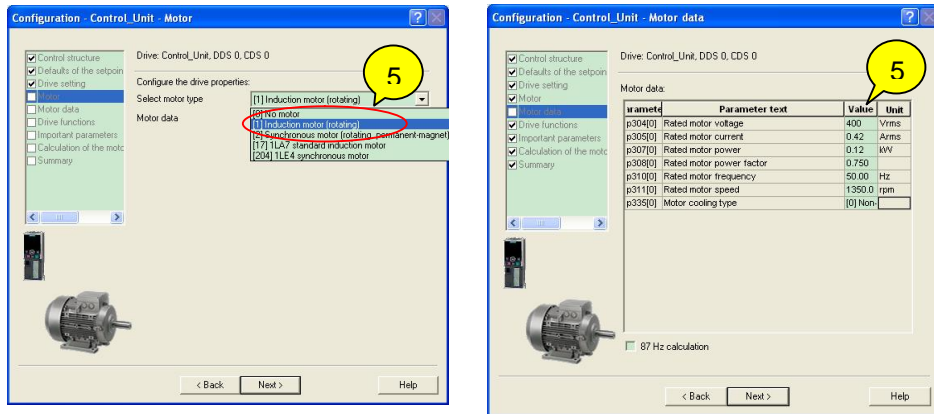 Configuration - Control_Unit - Motor
Control structure
Defaults of the setpoin
Drive setting
Motor
Motor data
Drive functions
Important parameters
Calculation of the motc
Summary
Drive: Control_Unit, DDS 0, CDS 0
Configure the drive properties:
Select motor type
[1] Induction motor (rotating)
Motor data
[0] No motor
[1] Induction motor (rotating)
[2] Synchronous motor (rotating, permanent-magnet)
[17] 1LA7 standard induction motor
[204] 1LE4 synchronous motor
5
< Back
Next >
Help
Configuration - Control_Unit - Motor data
Control structure
Defaults of the setpoin
Drive setting
Motor
Motor data
Drive functions
Important parameters
Calculation of the motc
Summary
Drive: Control_Unit, DDS 0, CDS 0
5
Motor data:
aramete Parameter text Value Unit
p304[0] Rated motor voltage 400 Vrms
p305[0] Rated motor current 0.42 Arms
p307[0] Rated motor power 0.12 kW
p308[0] Rated motor power factor 0.750
p310[0] Rated motor frequency 50.00 Hz
p311[0] Rated motor speed 1350.0 rpm
p335[0] Motor cooling type [0] Non-
87 Hz calculation
< Back
Next >
Help